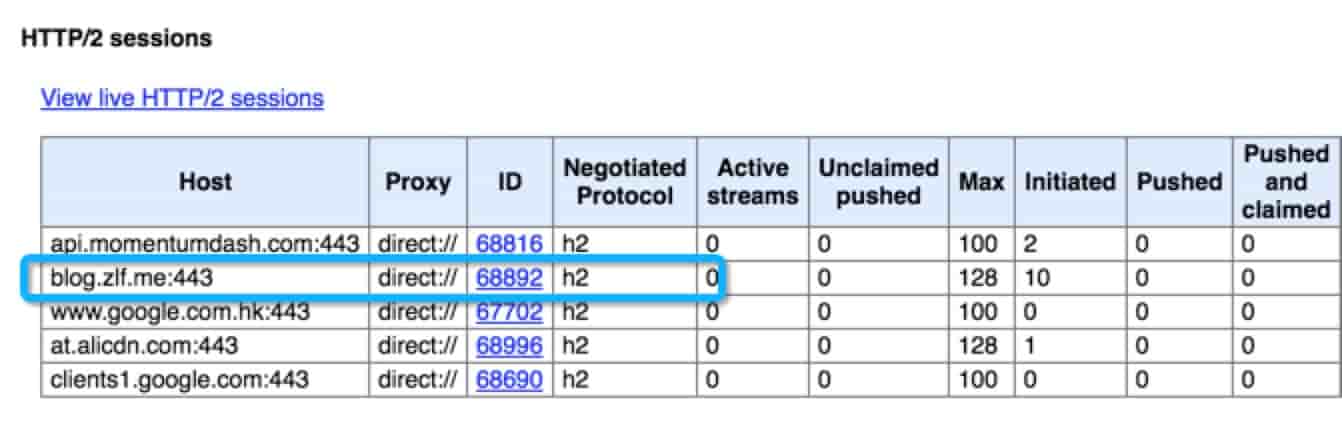 HTTP/2 sessions
View live HTTP/2 sessions
Host Proxy ID Negotiated Protocol Active streams Unclaimed pushed Max Initiated Pushed Pushed and claimed
api.momentumdash.com:443 direct:// 68816 h2 0 0 100 2 0 0
blog.zlf.me:443 direct:// 68892 h2 0 0 128 10 0 0
www.google.com.hk:443 direct:// 67702 h2 0 0 100 0 0 0
at.alicdn.com:443 direct:// 68996 h2 0 0 128 1 0 0
clients1.google.com:443 direct:// 68690 h2 0 0 100 0 0 0